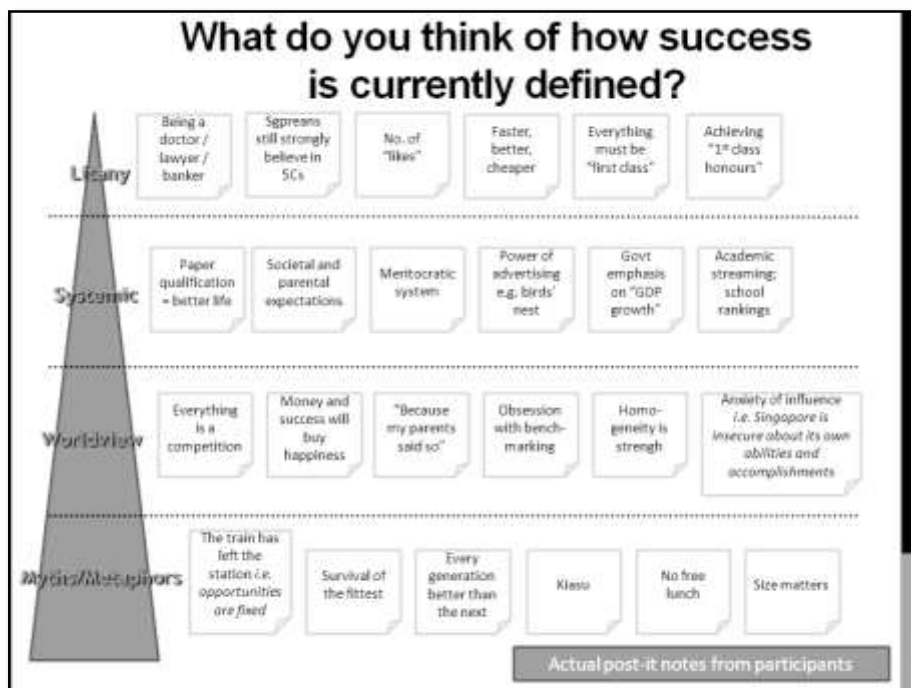 What do you think of how success
is currently defined?
Litany
Being a
doctor /
lawyer /
banker
Sgpreans
still strongly
believe in
5Cs
No. of
"likes"
Faster,
better,
cheaper
Everything
must be
"first class"
Achieving
"1st class
honours"
Systemic
Paper
qualification
= better life
Societal and
parental
expectations
Meritocratic
system
Power of
advertising
e.g. birds'
nest
Govt
emphasis
on "GDP
growth"
Academic
streaming;
school
rankings
Worldview
Everything
is a
competition
Money and
success will
buy
happiness
"Because
my parents
said so"
Obsession
with bench-
marking
Homo-
geneity is
strengh
Anxiety of influence
i.e. Singapore is
insecure about its own
abilities and
accomplishments
Myths/Metaphors
The train has
left the
station i.e.
opportunities
are fixed
Survival of
the fittest
Every
generation
better than
the next
Kiasu
No free
lunch
Size matters
Actual post-it notes from participants